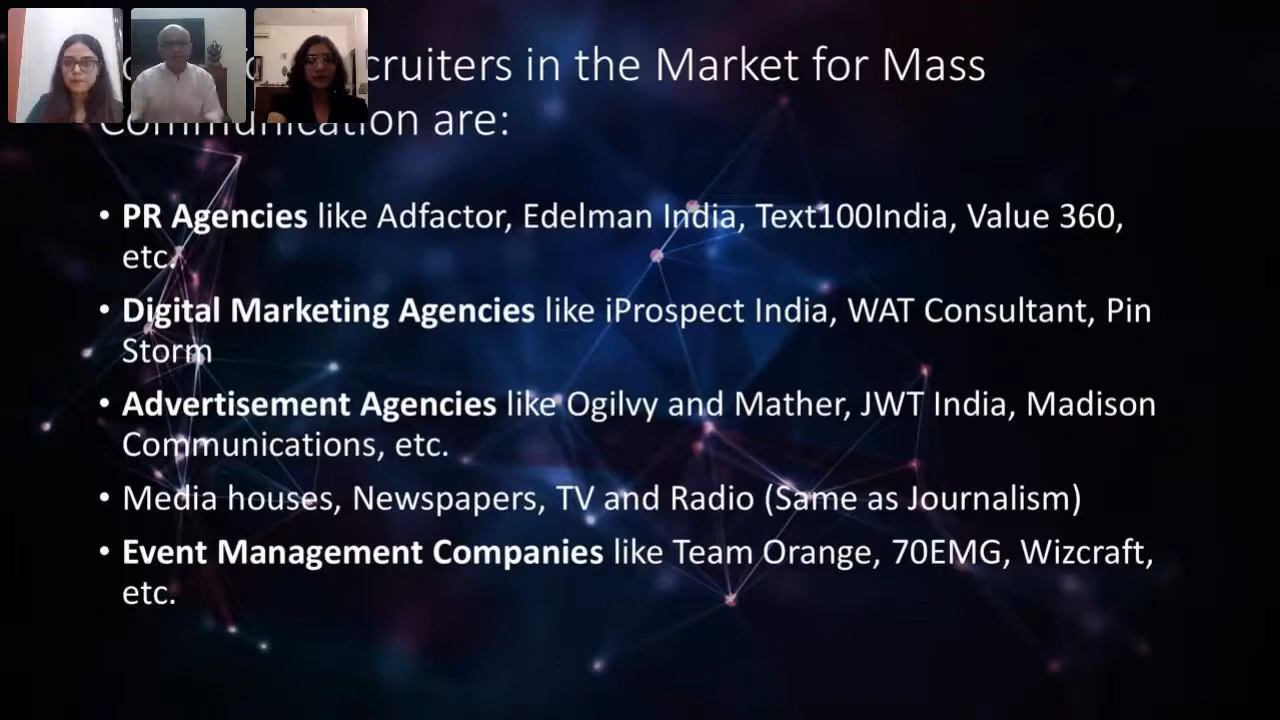 cruiters in the Market for Mass
Communication are:
• PR Agencies like Adfactor, Edelman India, Text100India, Value 360,
etc.
• Digital Marketing Agencies like iProspect India, WAT Consultant, Pin
Storm
• Advertisement Agencies like Ogilvy and Mather, JWT India, Madison
Communications, etc.
• Media houses, Newspapers, TV and Radio (Same as Journalism)
• Event Management Companies like Team Orange, 70EMG, Wizcraft,
etc.